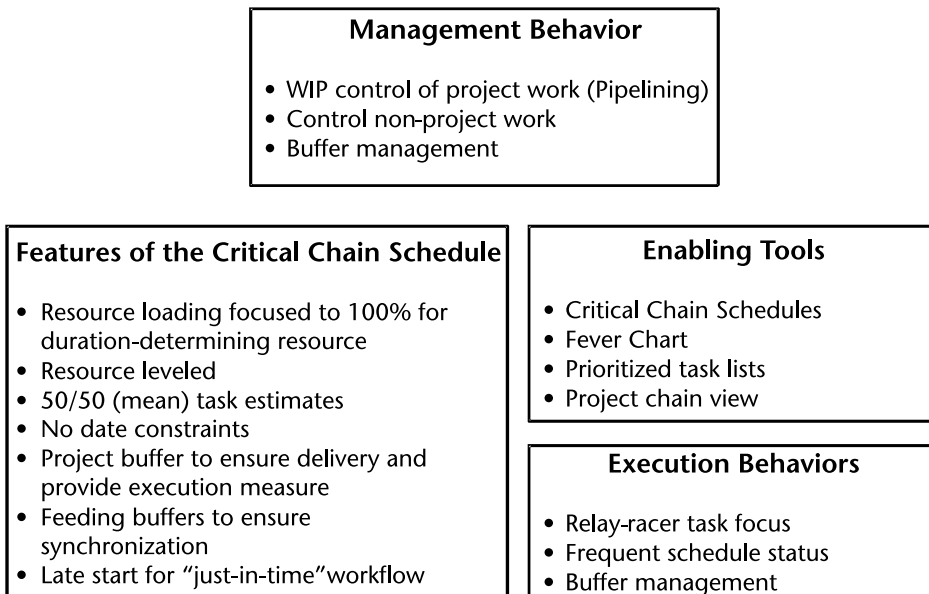 Management Behavior
• WIP control of project work (Pipelining)
• Control non-project work
• Buffer management
Features of the Critical Chain Schedule
• Resource loading focused to 100% for
duration-determining resource
• Resource leveled
• 50/50 (mean) task estimates
• No date constraints
• Project buffer to ensure delivery and
provide execution measure
• Feeding buffers to ensure
synchronization
• Late start for “just-in-time”workflow
Enabling Tools
• Critical Chain Schedules
• Fever Chart
• Prioritized task lists
• Project chain view
Execution Behaviors
• Relay-racer task focus
• Frequent schedule status
• Buffer management